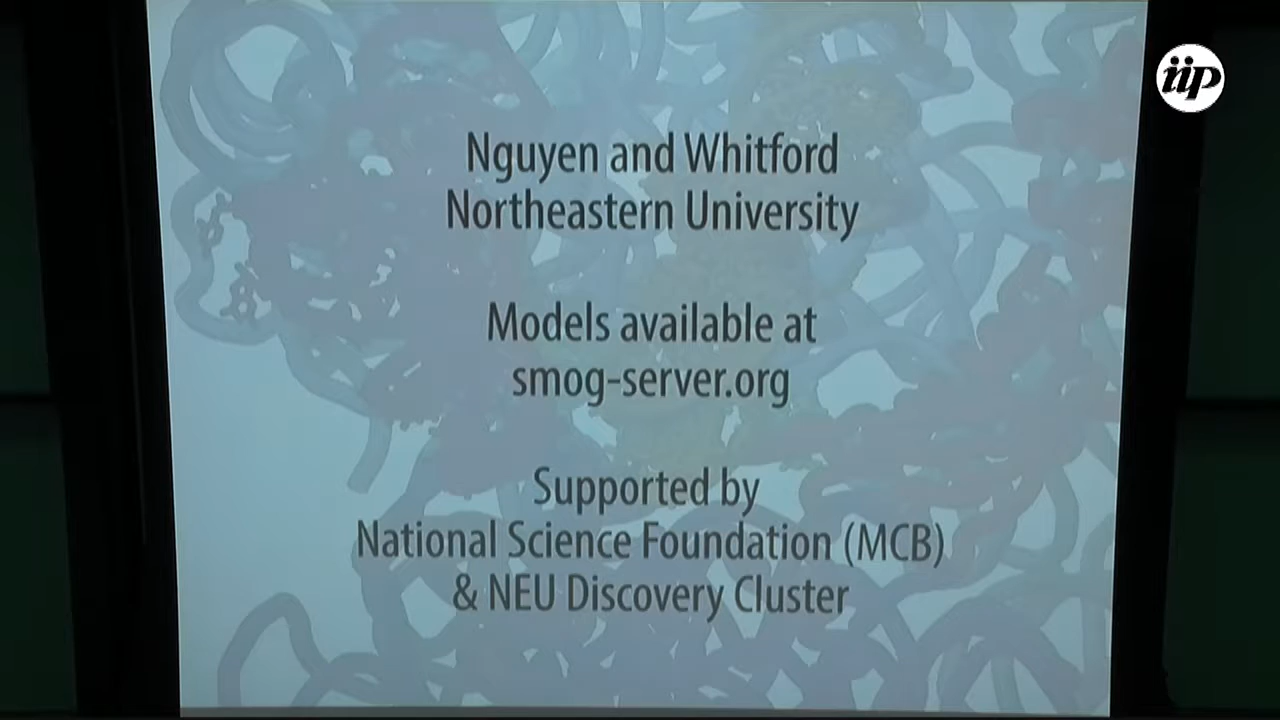 iip
Nguyen and Whitford
Northeastern University
Models available at
smog-server.org
Supported by
National Science Foundation (MCB)
& NEU Discovery Cluster